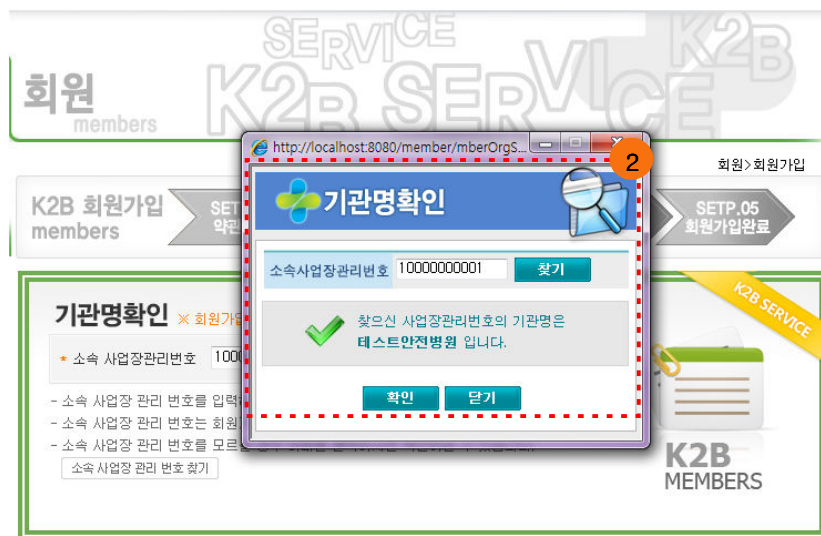 SERVICE
K2B SERVICE
K2B
회원
members
http://localhost:8080/member/mberOrgS...
2
회원>회원가입
K2B 회원가입
members
SETP.05
회원가입완료
기관명확인
소속사업장관리번호 10000000001 찾기
찾으신 사업장관리번호의 기관명은
테스트안전병원 입니다.
확인 닫기
기관명확인 ※ 회원가입
K2B SERVICE
* 소속 사업장관리번호 1000
- 소속 사업장 관리 번호를 입력
- 소속 사업장 관리 번호는 회원
- 소속 사업장 관리 번호를 모르
소속 사업장 관리 번호 찾기
K2B
MEMBERS